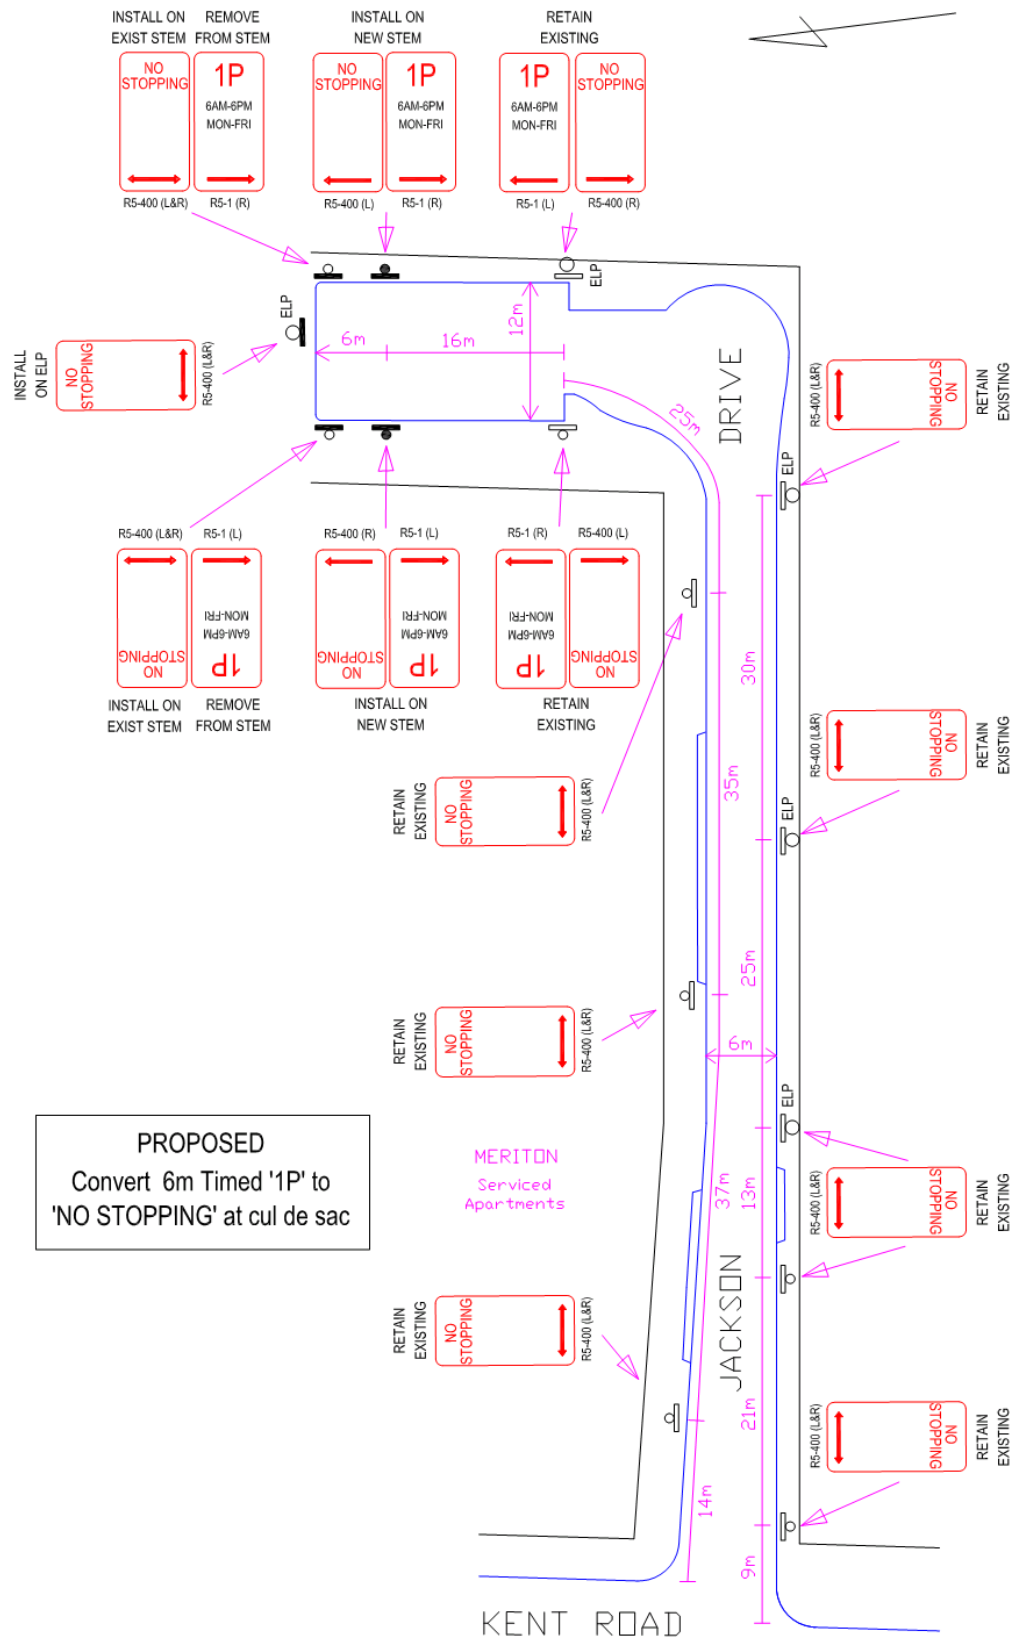 INSTALL ON
EXIST STEM
REMOVE
FROM STEM
INSTALL ON
NEW STEM
RETAIN
EXISTING
NO
STOPPING
1P
6AM-6PM
MON-FRI
NO
STOPPING
1P
6AM-6PM
MON-FRI
1P
6AM-6PM
MON-FRI
NO
STOPPING
R5-400 (L&R)
R5-1 (R)
R5-400 (L)
R5-1 (R)
R5-1 (L)
R5-400 (R)
ELP
ELP
INSTALL
ON ELP
NO
STOPPING
R5-400 (L&R)
6m
16m
12m
25m
DRIVE
R5-400 (L&R)
NO
STOPPING
RETAIN
EXISTING
ELP
R5-400 (L&R)
R5-1 (L)
R5-400 (R)
R5-1 (L)
R5-1 (R)
R5-400 (L)
NO
STOPPING
1P
6AM-6PM
MON-FRI
NO
STOPPING
1P
6AM-6PM
MON-FRI
1P
6AM-6PM
MON-FRI
NO
STOPPING
INSTALL ON
EXIST STEM
REMOVE
FROM STEM
INSTALL ON
NEW STEM
RETAIN
EXISTING
30m
35m
R5-400 (L&R)
NO
STOPPING
RETAIN
EXISTING
ELP
RETAIN
EXISTING
NO
STOPPING
R5-400 (L&R)
25m
RETAIN
EXISTING
NO
STOPPING
R5-400 (L&R)
6m
ELP
PROPOSED
Convert 6m Timed '1P' to
'NO STOPPING' at cul de sac
MERITON
Serviced
Apartments
37m
13m
R5-400 (L&R)
NO
STOPPING
RETAIN
EXISTING
JACKSON
RETAIN
EXISTING
NO
STOPPING
R5-400 (L&R)
21m
R5-400 (L&R)
NO
STOPPING
RETAIN
EXISTING
14m
9m
KENT ROAD